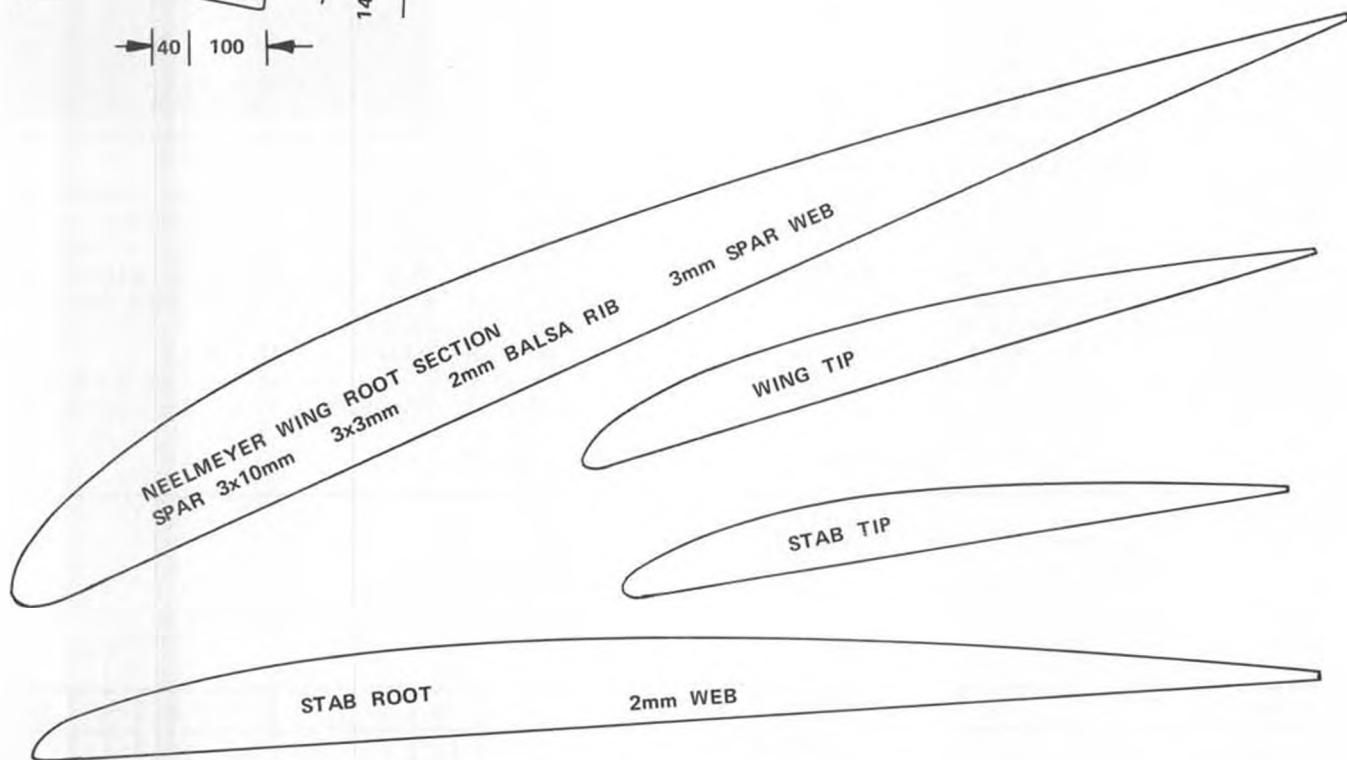 14
40 100
NEELMEYER WING ROOT SECTION
SPAR 3x10mm 3x3mm 2mm BALSA RIB 3mm SPAR WEB
WING TIP
STAB TIP
STAB ROOT 2mm WEB